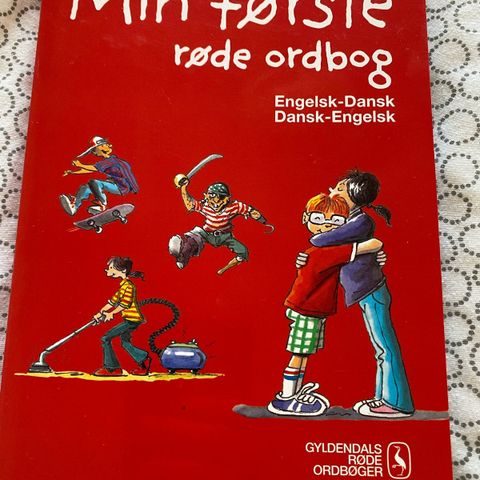 Min første
røde ordbog
Engelsk-Dansk
Dansk-Engelsk
GYLDENDALS
RØDE
ORDBØGER